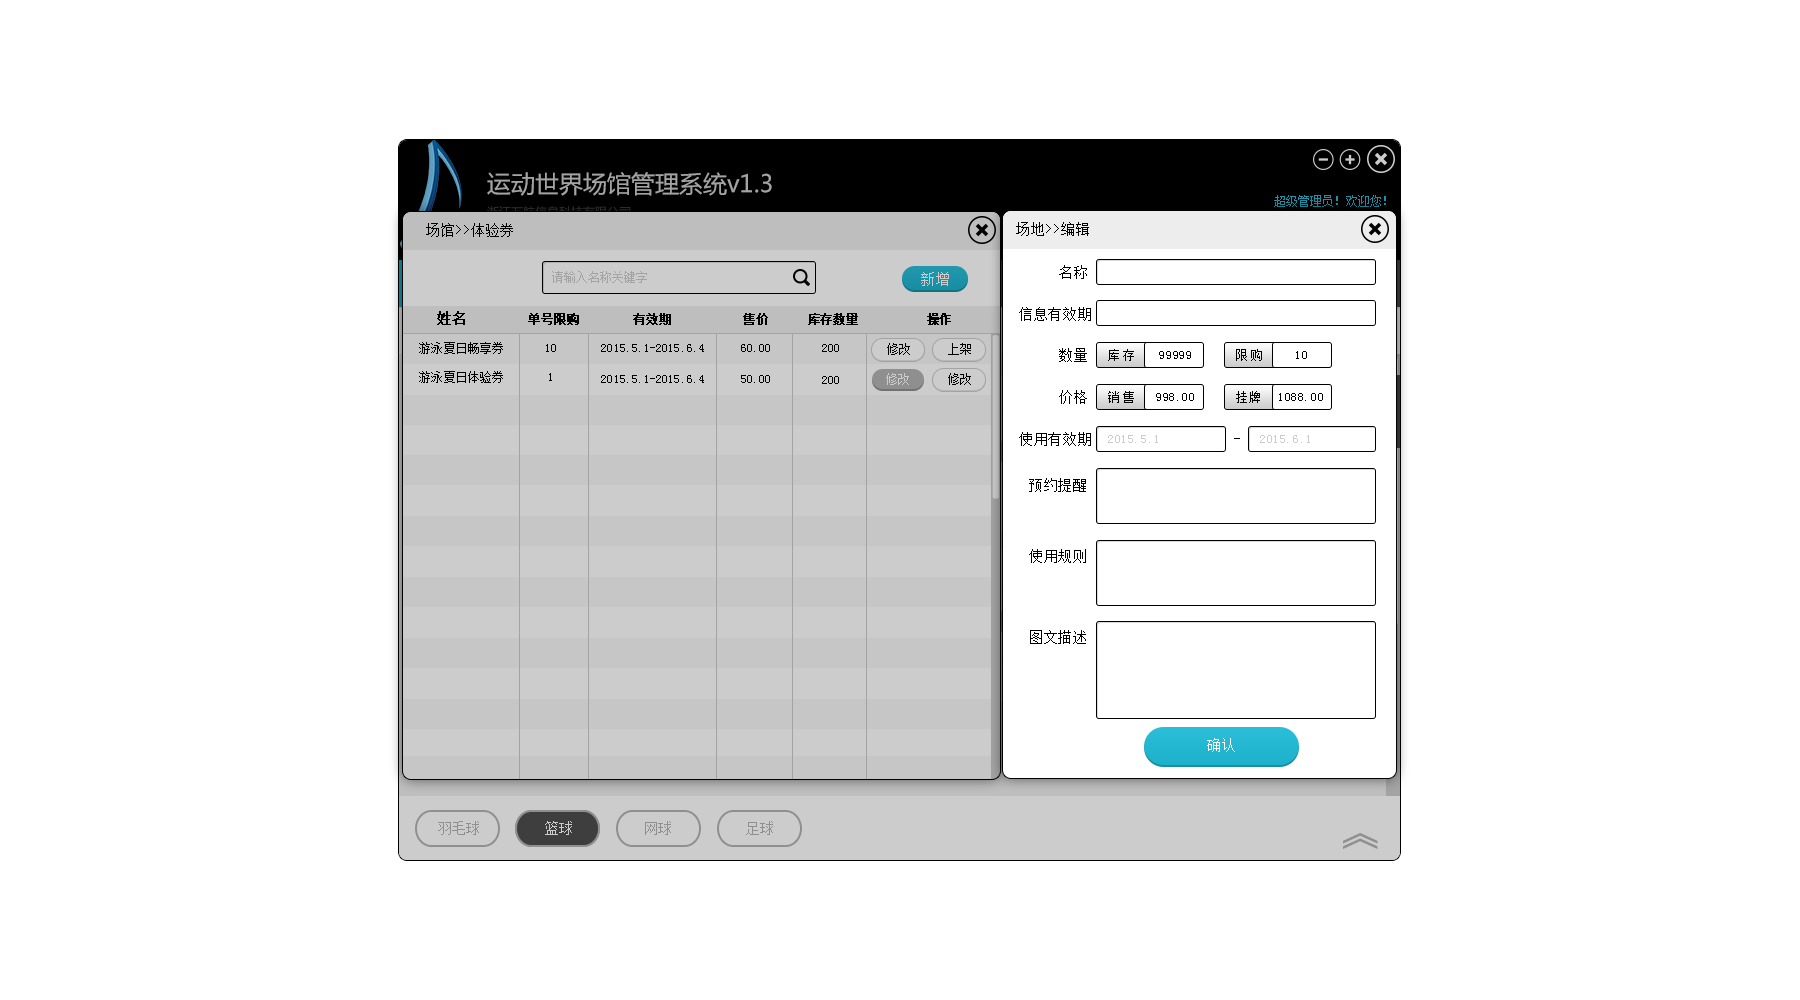 运动世界场馆管理系统v1.3
超级管理员！欢迎您！
场馆>>体验券
请输入名称关键字
新增
姓名 单号限购 有效期 售价 库存数量 操作
游泳夏日畅享券 10 2015.5.1-2015.6.4 60.00 200 修改 上架
游泳夏日体验券 1 2015.5.1-2015.6.4 50.00 200 修改 修改
场地>>编辑
名称
信息有效期
数量 库存 99999 限购 10
价格 销售 998.00 挂牌 1088.00
使用有效期 2015.5.1 - 2015.6.1
预约提醒
使用规则
图文描述
确认
羽毛球 篮球 网球 足球